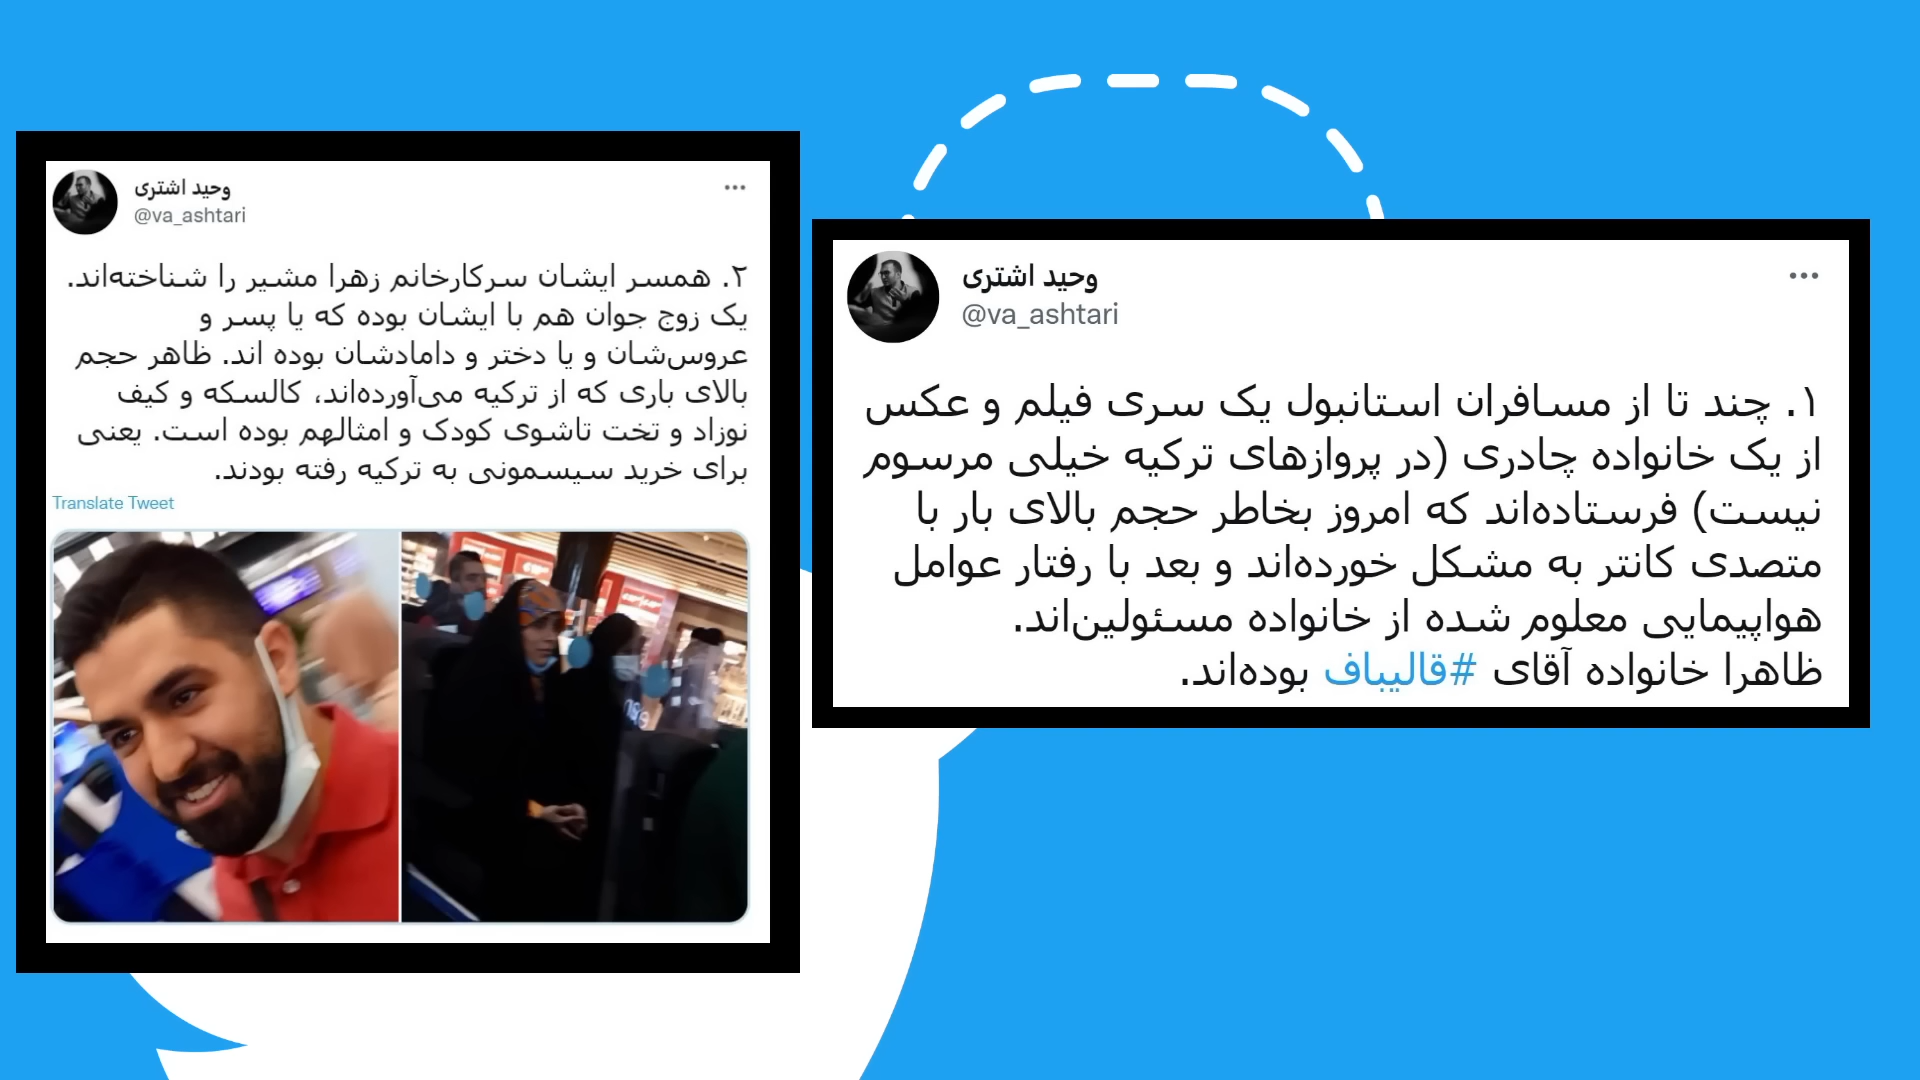 وحید اشتری
@va_ashtari
۲. همسر ایشان سرکارخانم زهرا مشیر را شناخته‌اند.
یک زوج جوان هم با ایشان بوده که یا پسر و
عروس‌شان و یا دختر و دامادشان بوده اند. ظاهر حجم
بالای باری که از ترکیه می‌آورده‌اند، کالسکه و کیف
نوزاد و تخت تاشوی کودک و امثالهم بوده است. یعنی
برای خرید سیسمونی به ترکیه رفته بودند.
Translate Tweet
وحید اشتری
@va_ashtari
۱. چند تا از مسافران استانبول یک سری فیلم و عکس
از یک خانواده چادری (در پروازهای ترکیه خیلی مرسوم
نیست) فرستاده‌اند که امروز بخاطر حجم بالای بار با
متصدی کانتر به مشکل خورده‌اند و بعد با رفتار عوامل
هواپیمایی معلوم شده از خانواده مسئولین‌اند.
ظاهرا خانواده آقای #قالیباف بوده‌اند.